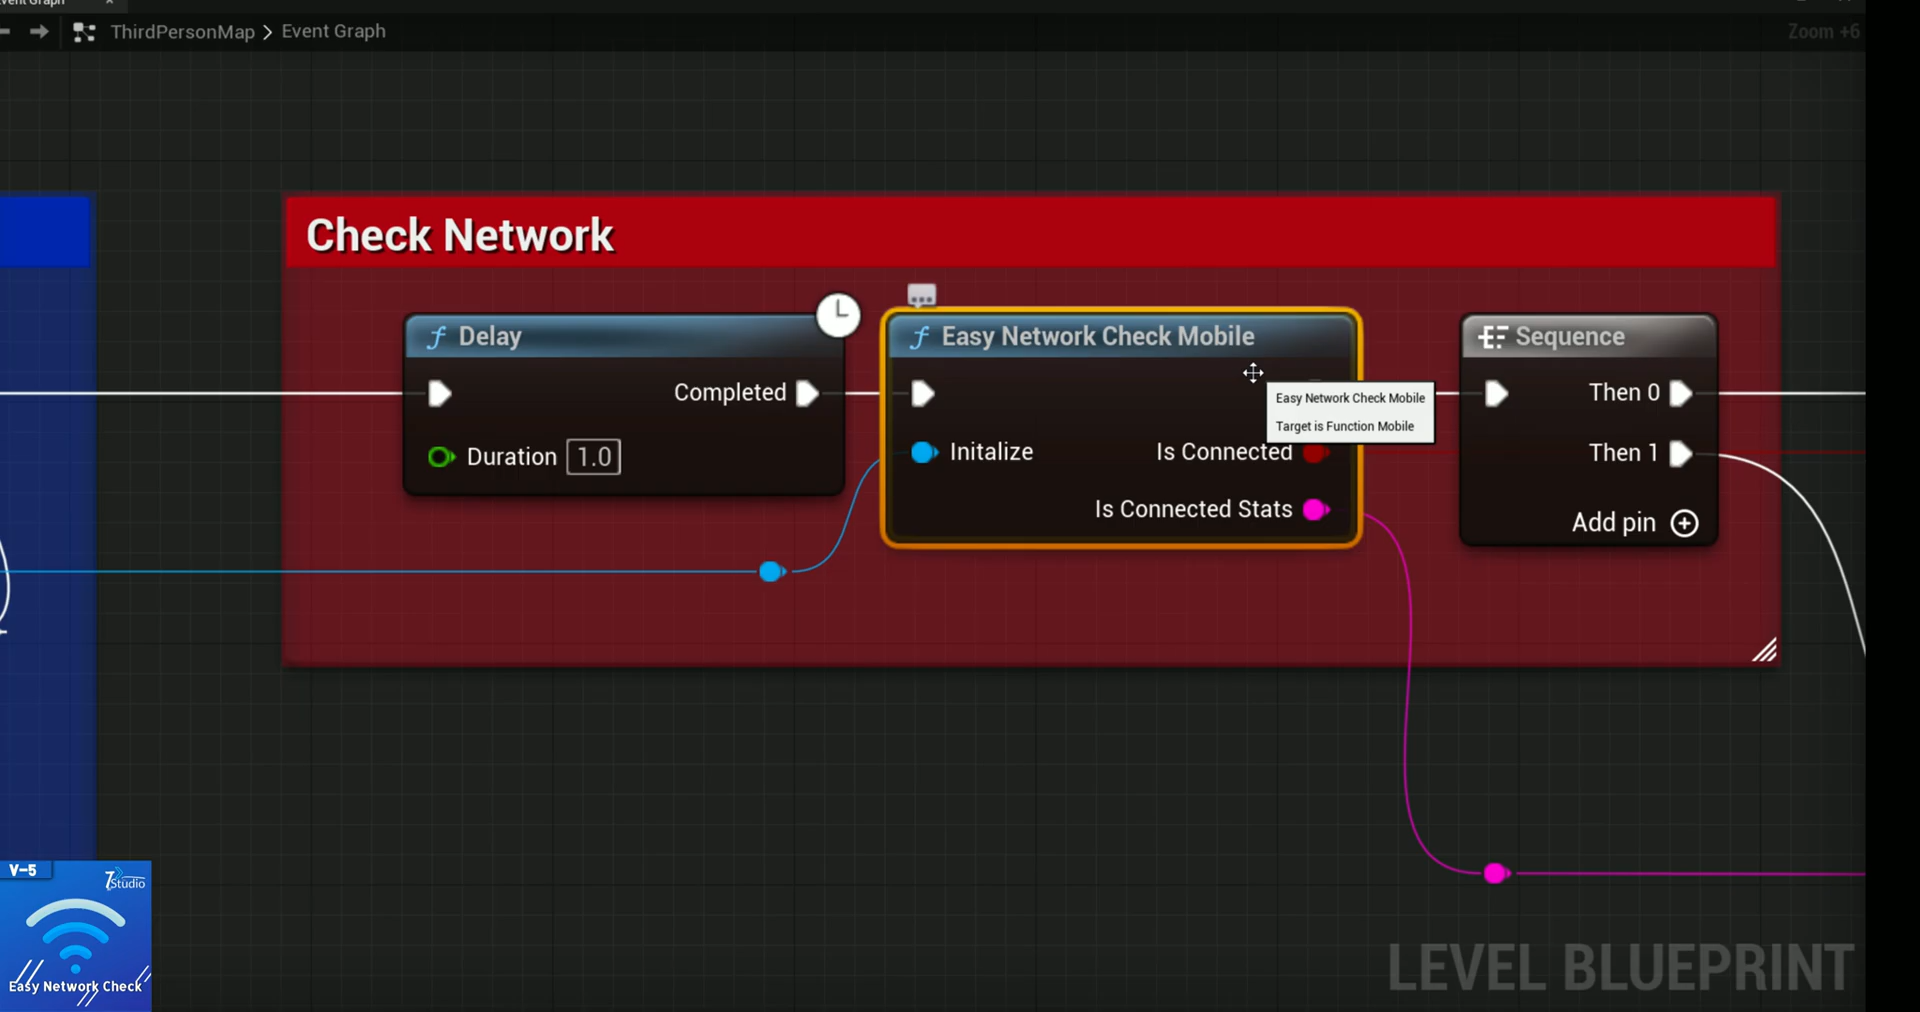 Event Graph
ThirdPersonMap > Event Graph
Zoom +6
Check Network
Delay
Completed
Duration 1.0
Easy Network Check Mobile
Initalize
Is Connected
Is Connected Stats
Easy Network Check Mobile
Target is Function Mobile
Sequence
Then 0
Then 1
Add pin
V-5
7Studio
Easy Network Check
LEVEL BLUEPRINT